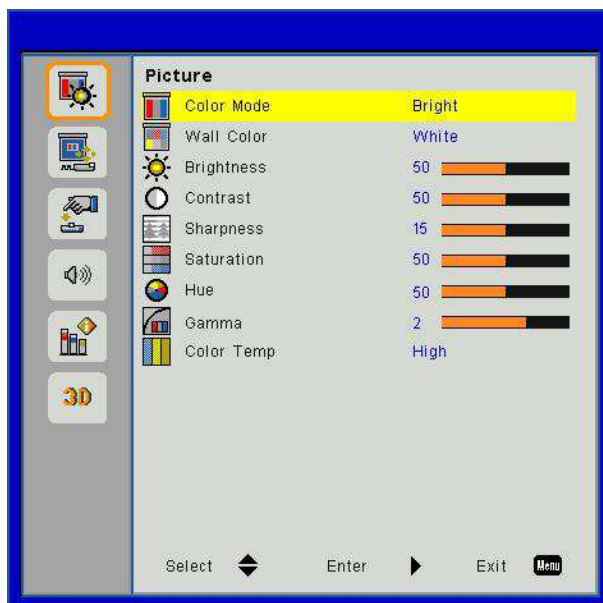 Picture
Color Mode Bright
Wall Color White
Brightness 50
Contrast 50
Sharpness 15
Saturation 50
Hue 50
Gamma 2
Color Temp High
3D
Select Enter Exit Menu